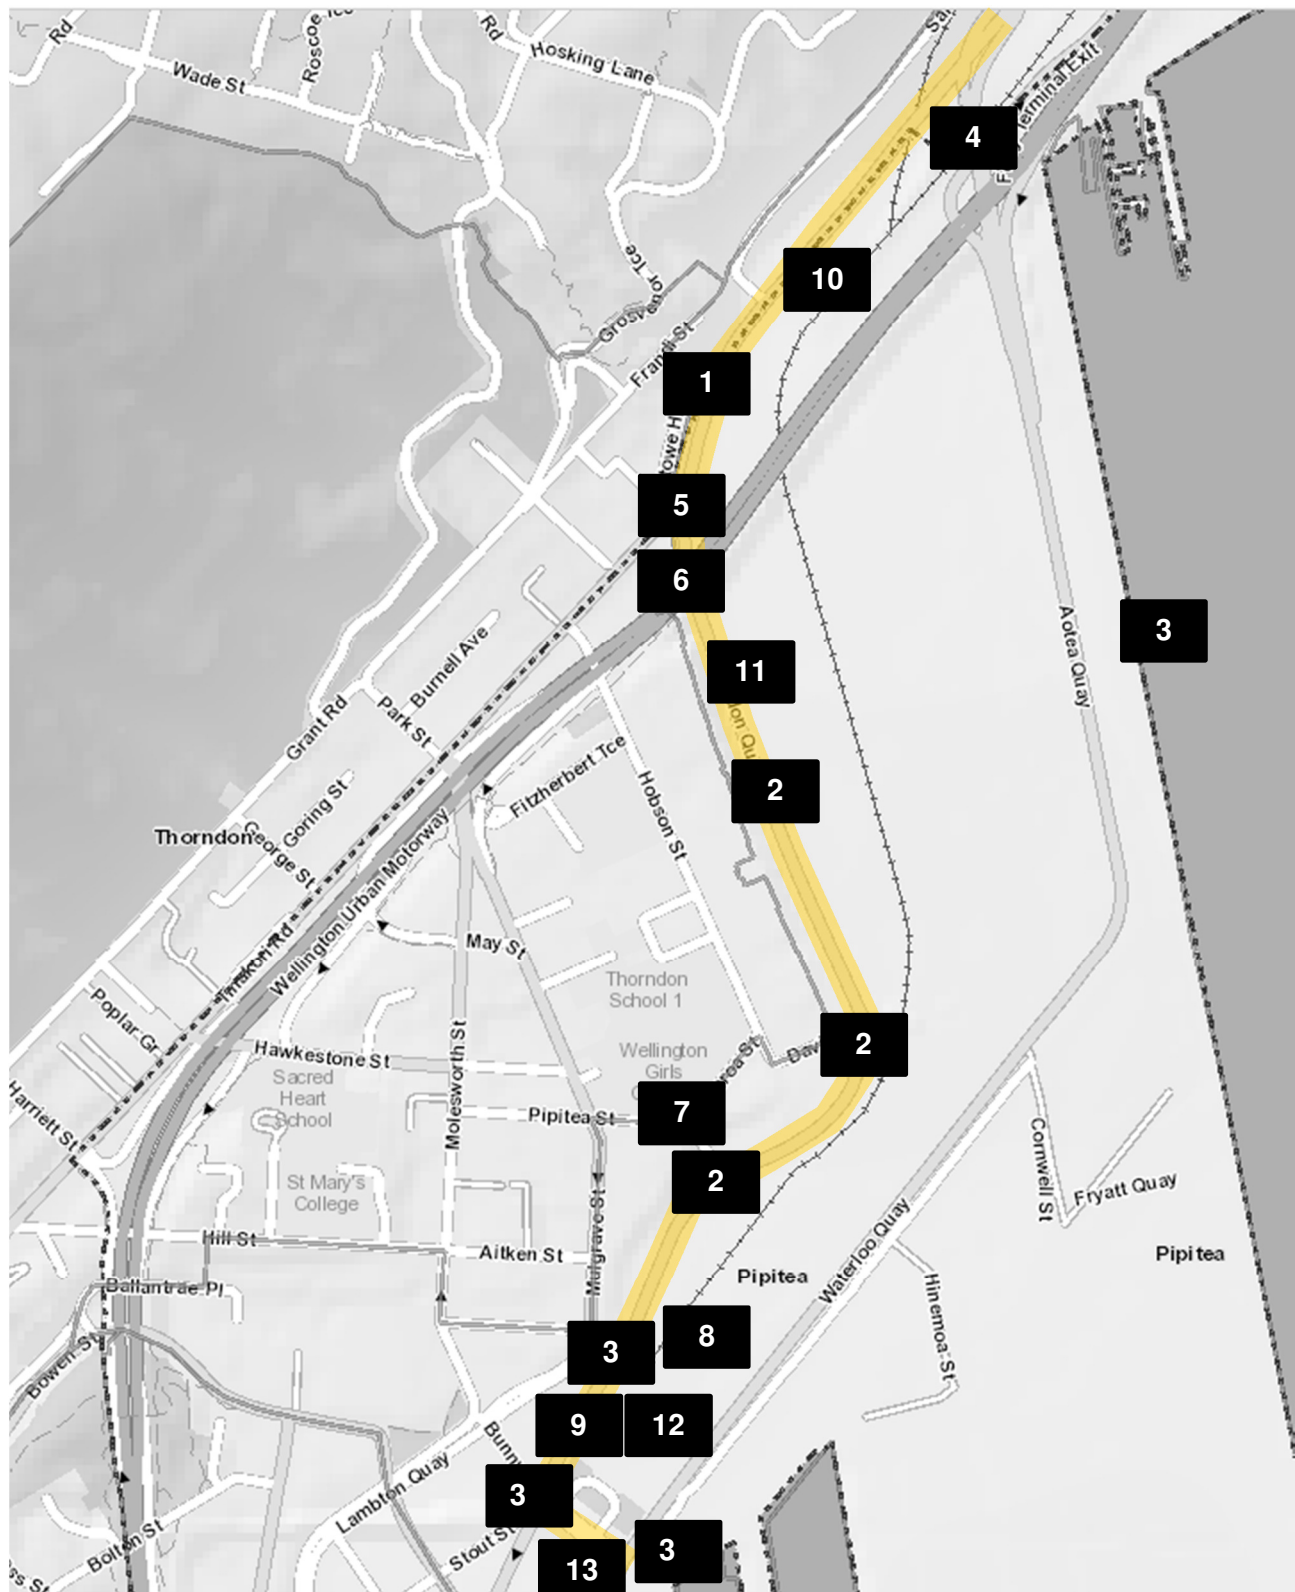 Rd
Roscoe Tce
Rd
Hosking Lane
Wade St
Terminal Exit
4
10
Grosvenor Tce
Frandi St
1
5
6
11
3
Aotea Quay
Burnell Ave
Park St
Grant Rd
2
Fitzherbert Tce
Hobson St
Goring St
George St
Thorndon
Wellington Urban Motorway
May St
Thorndon
School 1
Poplar Gr
2
Hawkestone St
Wellington
Girls
Sacred
Heart
School
Molesworth St
Pipitea St
7
Harriett St
Cornwell St
Fryatt Quay
St Mary's
College
2
Mulgrave St
Hill St
Aitken St
Waterloo Quay
Pipitea
Pipitea
Ballantrae Pl
Hinemoa St
8
3
Bowen St
9
12
Lambton Quay
3
Bolton St
Stout St
3
13